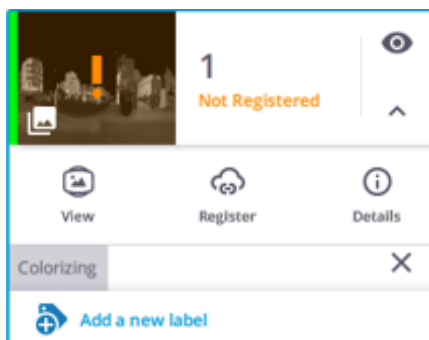 1
Not Registered
View Register Details
Colorizing
Add a new label